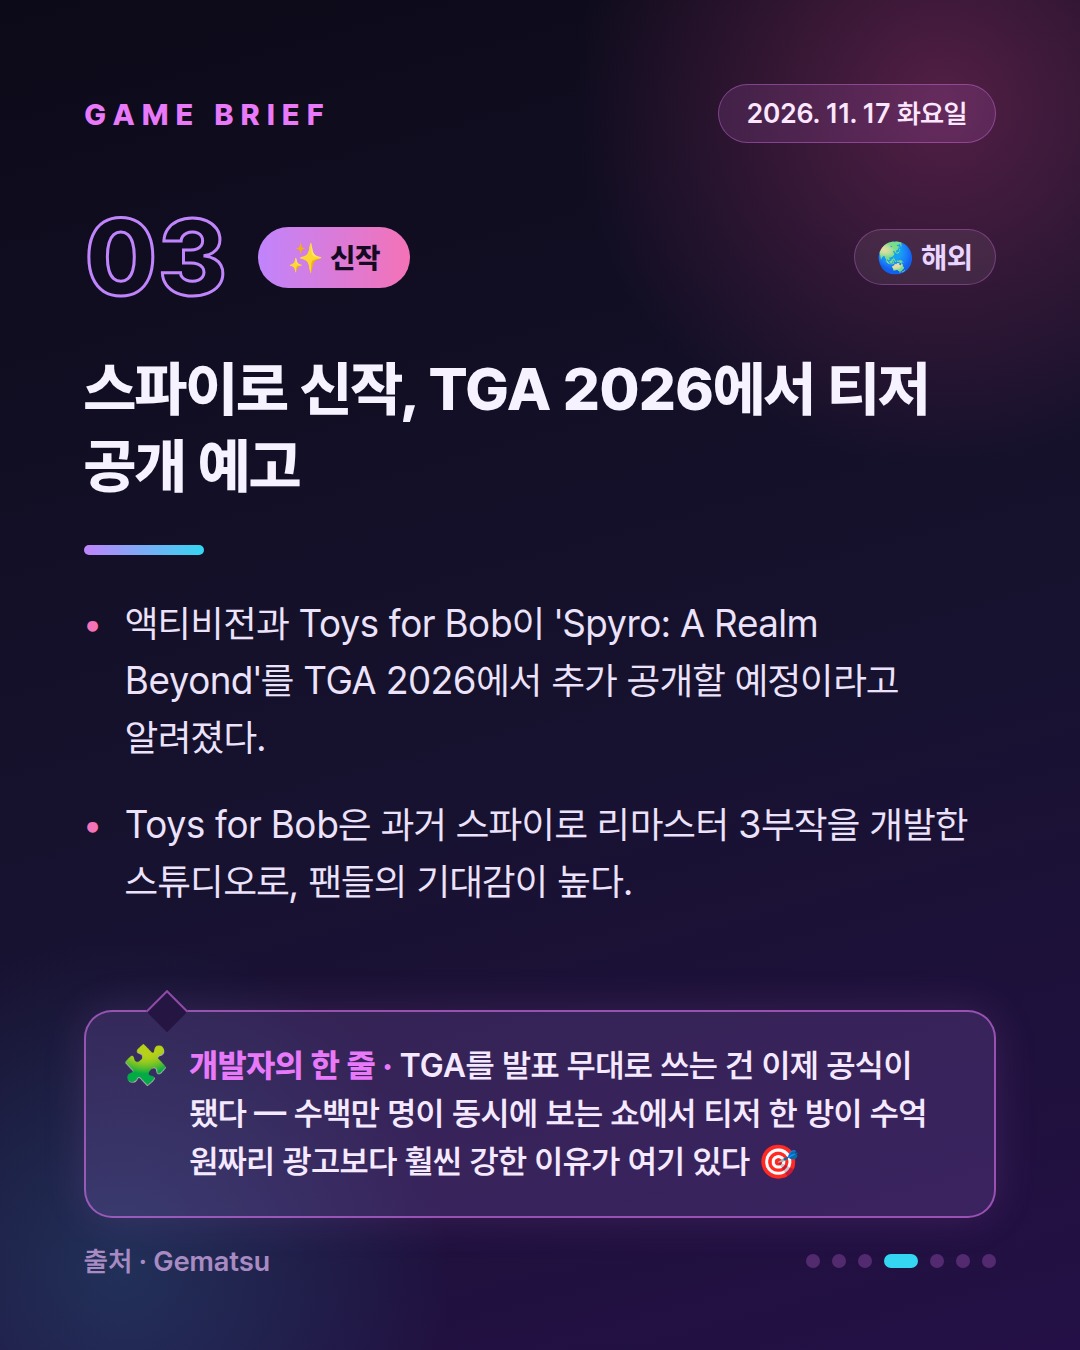 GAME BRIEF
2026. 11. 17 화요일
03
✨ 신작
🌏 해외
스파이로 신작, TGA 2026에서 티저
공개 예고
• 액티비전과 Toys for Bob이 'Spyro: A Realm
Beyond'를 TGA 2026에서 추가 공개할 예정이라고
알려졌다.
• Toys for Bob은 과거 스파이로 리마스터 3부작을 개발한
스튜디오로, 팬들의 기대감이 높다.
🧩 개발자의 한 줄 · TGA를 발표 무대로 쓰는 건 이제 공식이
됐다 — 수백만 명이 동시에 보는 쇼에서 티저 한 방이 수억
원짜리 광고보다 훨씬 강한 이유가 여기 있다 🎯
출처 · Gematsu